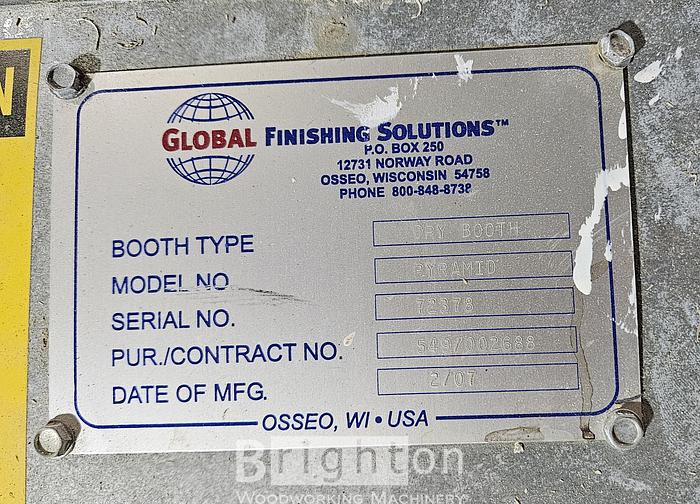 N
GLOBAL FINISHING SOLUTIONS™
P.O. BOX 250
12731 NORWAY ROAD
OSSEO, WISCONSIN 54758
PHONE 800-848-8738
BOOTH TYPE DRY BOOTH
MODEL NO PYRAMID
SERIAL NO. 72378
PUR./CONTRACT NO. 549/002688
DATE OF MFG. 2/07
OSSEO, WI • USA
Brighton
WOODWORKING MACHINERY